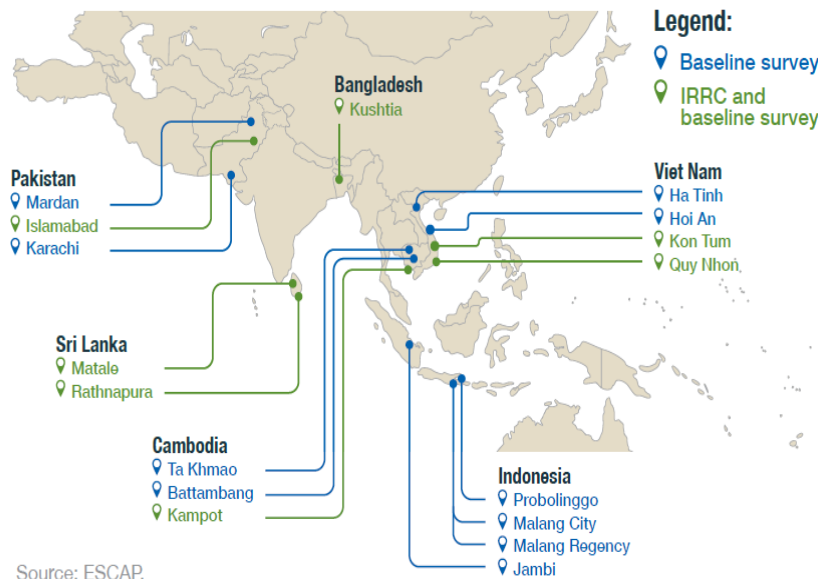 Legend:
Baseline survey
IRRC and
baseline survey
Bangladesh
Kushtia
Pakistan
Mardan
Islamabad
Karachi
Viet Nam
Ha Tinh
Hoi An
Kon Tum
Quy Nhon
Sri Lanka
Matale
Rathnapura
Cambodia
Ta Khmao
Battambang
Kampot
Indonesia
Probolinggo
Malang City
Malang Regency
Jambi
Source: ESCAP.